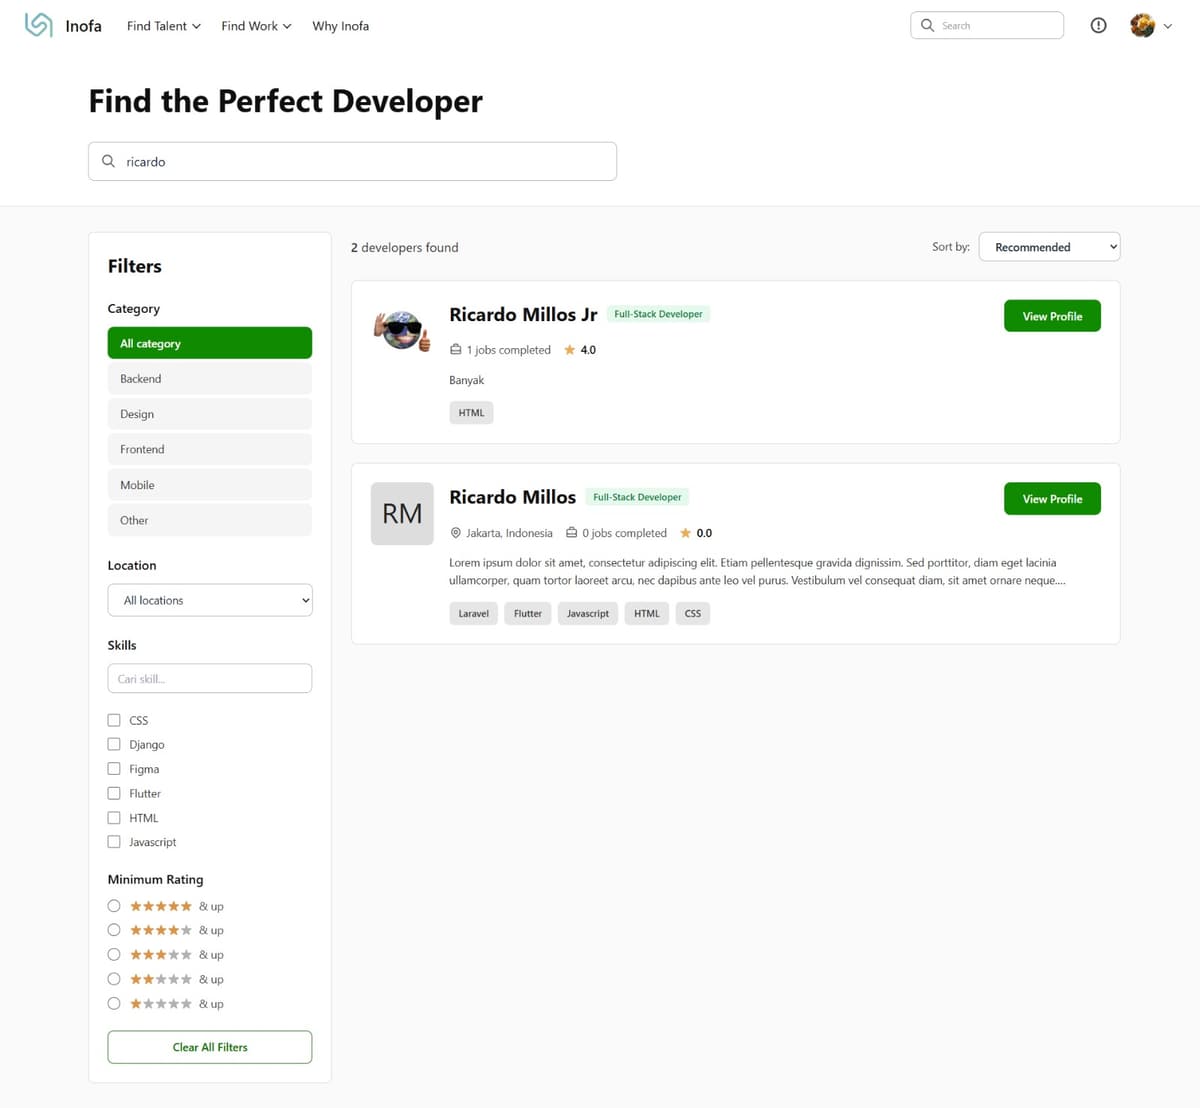 Inofa Find Talent Find Work Why Inofa Search
Find the Perfect Developer
ricardo
Filters
Category
All category
Backend
Design
Frontend
Mobile
Other
Location
All locations
Skills
Cari skill...
CSS
Django
Figma
Flutter
HTML
Javascript
Minimum Rating
& up
& up
& up
& up
& up
Clear All Filters
2 developers found Sort by: Recommended
Ricardo Millos Jr Full-Stack Developer View Profile
1 jobs completed 4.0
Banyak
HTML
RM
Ricardo Millos Full-Stack Developer View Profile
Jakarta, Indonesia 0 jobs completed 0.0
Lorem ipsum dolor sit amet, consectetur adipiscing elit. Etiam pellentesque gravida dignissim. Sed porttitor, diam eget lacinia
ullamcorper, quam tortor laoreet arcu, nec dapibus ante leo vel purus. Vestibulum vel consequat diam, sit amet ornare neque....
Laravel Flutter Javascript HTML CSS